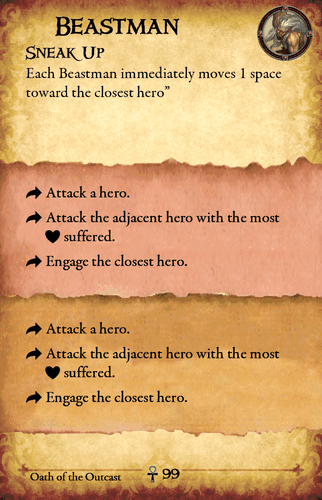 Beastman
Sneak Up
Each Beastman immediately moves 1 space
toward the closest hero”
Attack a hero.
Attack the adjacent hero with the most
suffered.
Engage the closest hero.
Attack a hero.
Attack the adjacent hero with the most
suffered.
Engage the closest hero.
Oath of the Outcast 99